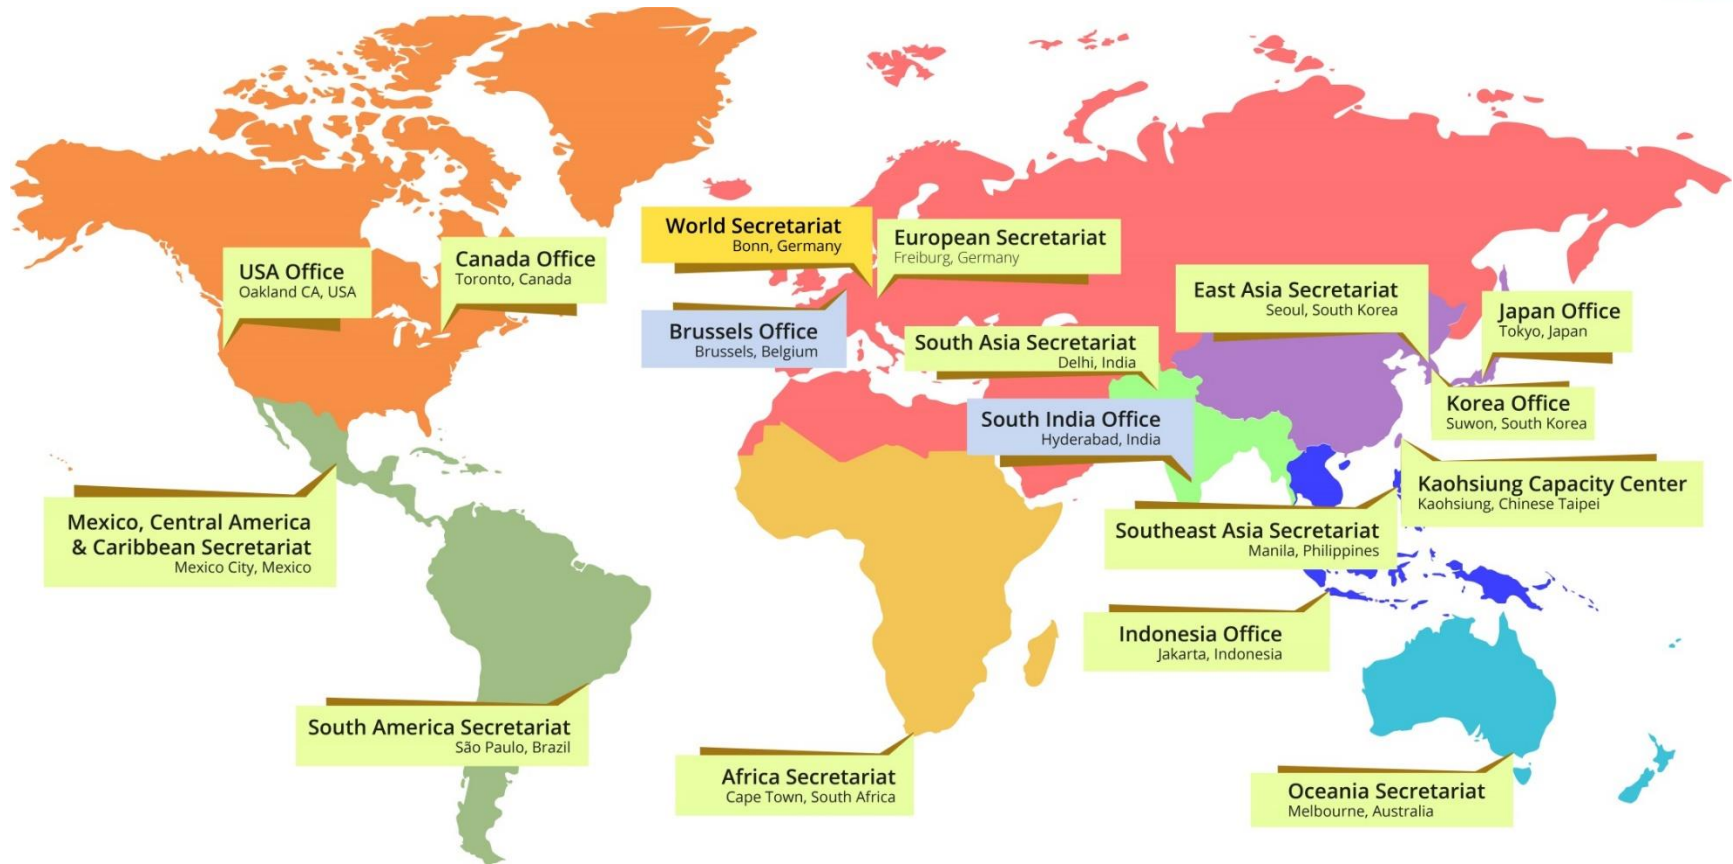 World Secretariat
Bonn, Germany
European Secretariat
Freiburg, Germany
USA Office
Oakland CA, USA
Canada Office
Toronto, Canada
Brussels Office
Brussels, Belgium
East Asia Secretariat
Seoul, South Korea
Japan Office
Tokyo, Japan
South Asia Secretariat
Delhi, India
Korea Office
Suwon, South Korea
South India Office
Hyderabad, India
Kaohsiung Capacity Center
Kaohsiung, Chinese Taipei
Mexico, Central America
& Caribbean Secretariat
Mexico City, Mexico
Southeast Asia Secretariat
Manila, Philippines
Indonesia Office
Jakarta, Indonesia
South America Secretariat
São Paulo, Brazil
Africa Secretariat
Cape Town, South Africa
Oceania Secretariat
Melbourne, Australia